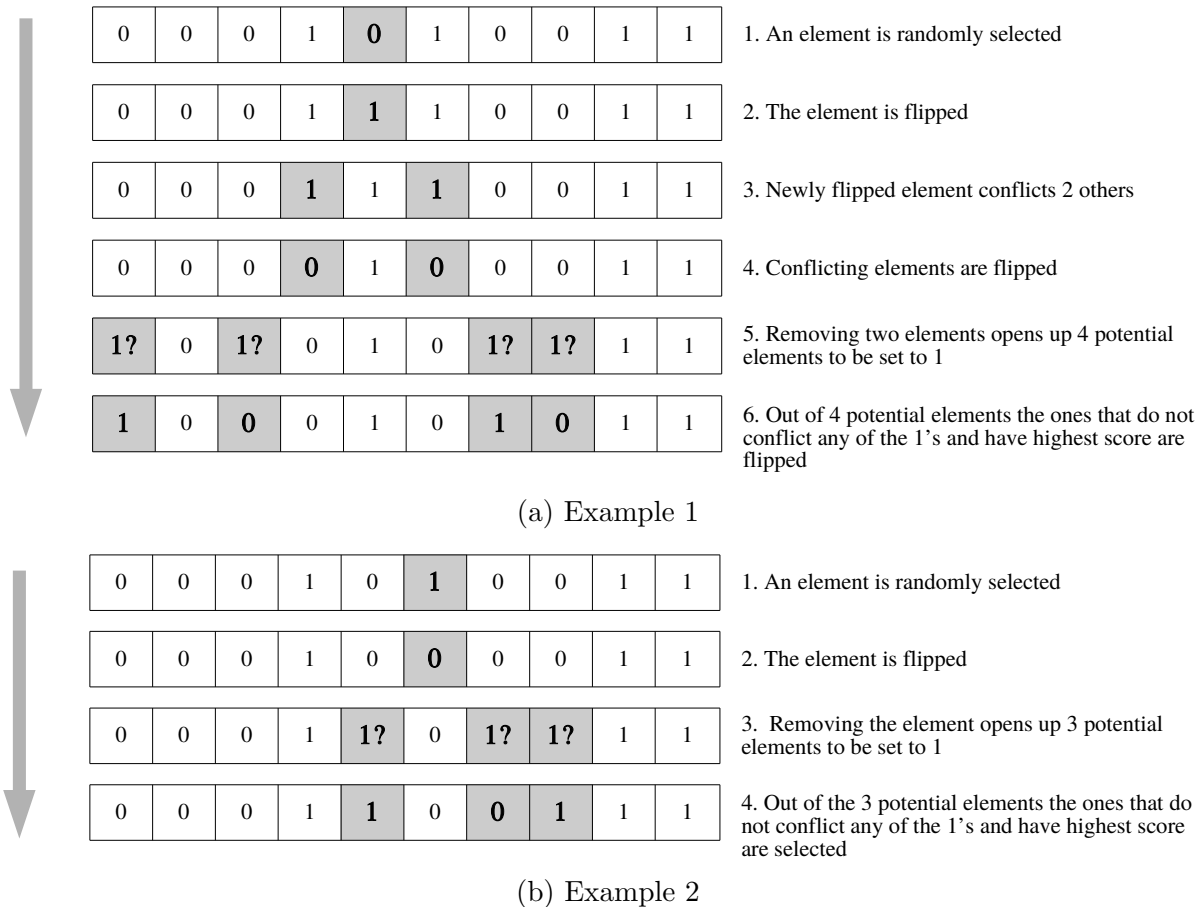 0 0 0 1 0 1 0 0 1 1 1. An element is randomly selected
0 0 0 1 1 1 0 0 1 1 2. The element is flipped
0 0 0 1 1 1 0 0 1 1 3. Newly flipped element conflicts 2 others
0 0 0 0 1 0 0 0 1 1 4. Conflicting elements are flipped
1? 0 1? 0 1 0 1? 1? 1 1 5. Removing two elements opens up 4 potential
elements to be set to 1
1 0 0 0 1 0 1 0 1 1 6. Out of 4 potential elements the ones that do not
conflict any of the 1's and have highest score are
flipped
(a) Example 1
0 0 0 1 0 1 0 0 1 1 1. An element is randomly selected
0 0 0 1 0 0 0 0 1 1 2. The element is flipped
0 0 0 1 1? 0 1? 1? 1 1 3. Removing the element opens up 3 potential
elements to be set to 1
0 0 0 1 1 0 0 1 1 1 4. Out of the 3 potential elements the ones that do
not conflict any of the 1's and have highest score
are selected
(b) Example 2